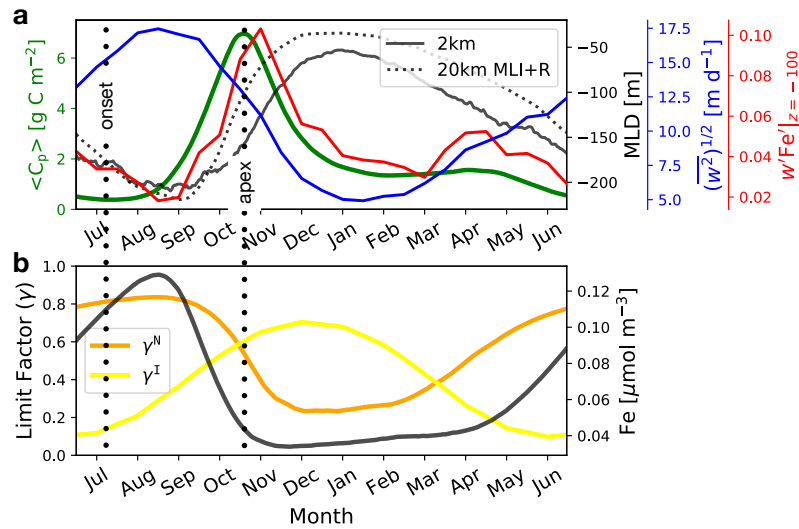 a
6
4
2
0
<C_p> [g C m^{-2}]
onset
apex
2km
20km MLI+R
−50
−100
−150
−200
MLD [m]
17.5
15.0
12.5
10.0
7.5
5.0
(\overline{w^2})^{1/2} [m d^{-1}]
0.10
0.08
0.06
0.04
0.02
w'Fe'|_{z=−100}
Jul Aug Sep Oct Nov Dec Jan Feb Mar Apr May Jun
b
1.0
0.8
0.6
0.4
0.2
0.0
Limit Factor (γ)
γ^N
γ^I
0.12
0.10
0.08
0.06
0.04
Fe [μmol m^{−3}]
Jul Aug Sep Oct Nov Dec Jan Feb Mar Apr May Jun
Month